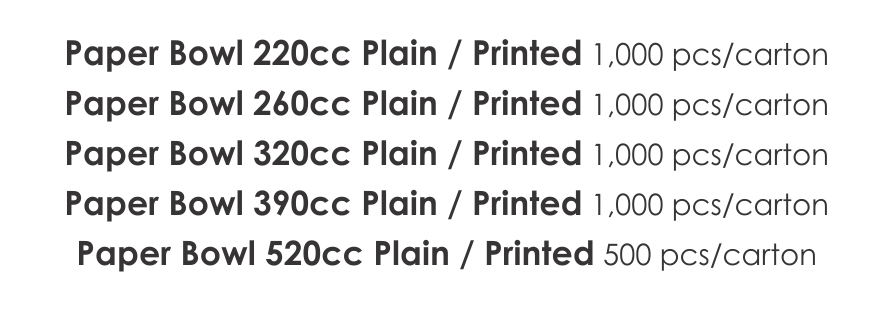 Paper Bowl 220cc Plain / Printed 1,000 pcs/carton
Paper Bowl 260cc Plain / Printed 1,000 pcs/carton
Paper Bowl 320cc Plain / Printed 1,000 pcs/carton
Paper Bowl 390cc Plain / Printed 1,000 pcs/carton
Paper Bowl 520cc Plain / Printed 500 pcs/carton